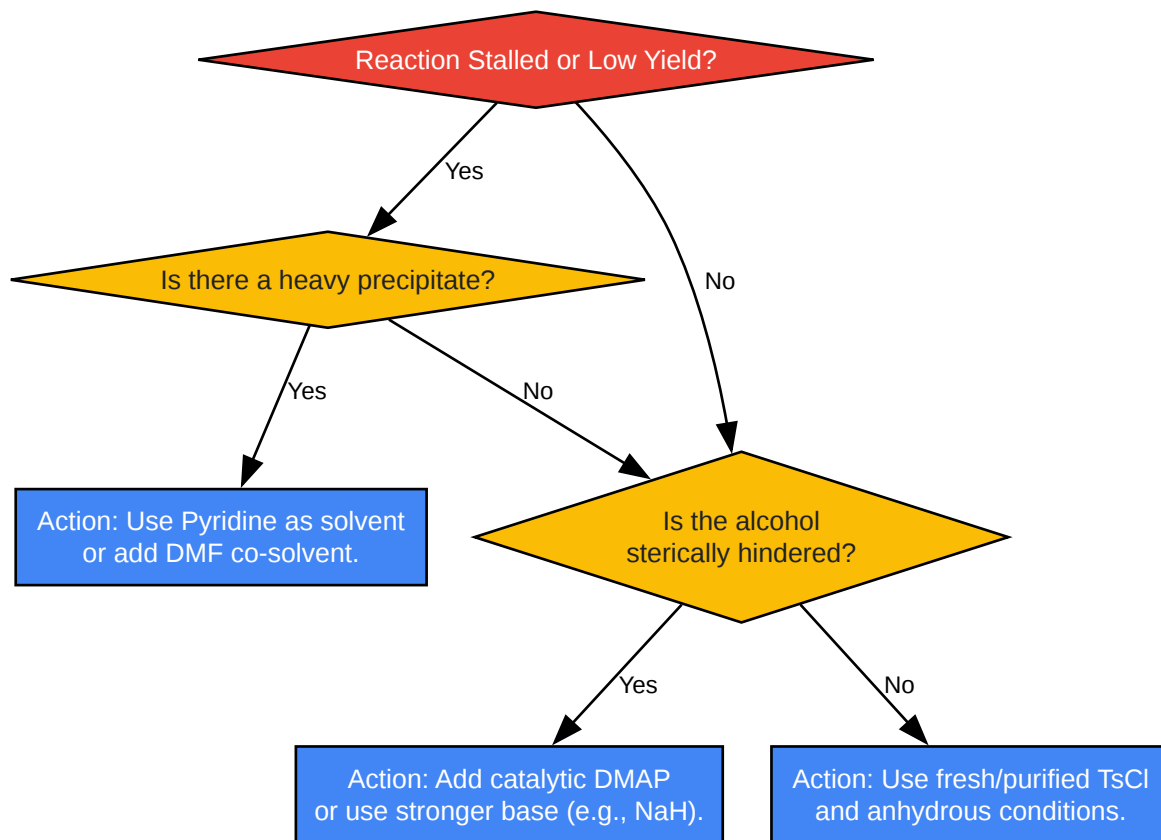 Reaction Stalled or Low Yield?
Yes
No
Is there a heavy precipitate?
Yes
No
Action: Use Pyridine as solvent
or add DMF co-solvent.
Is the alcohol
sterically hindered?
Yes
No
Action: Add catalytic DMAP
or use stronger base (e.g., NaH).
Action: Use fresh/purified TsCl
and anhydrous conditions.